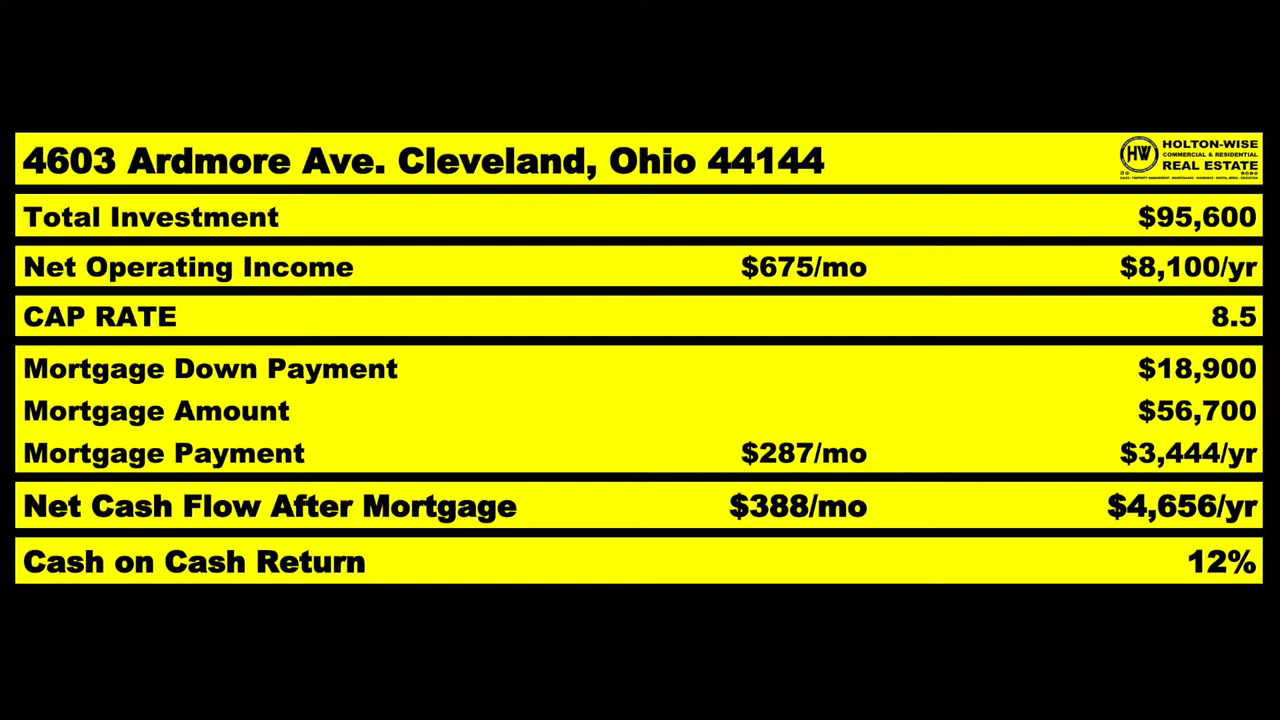 4603 Ardmore Ave. Cleveland, Ohio 44144
HW
HOLTON-WISE
COMMERCIAL & RESIDENTIAL
REAL ESTATE
Total Investment $95,600
Net Operating Income $675/mo $8,100/yr
CAP RATE 8.5
Mortgage Down Payment $18,900
Mortgage Amount $56,700
Mortgage Payment $287/mo $3,444/yr
Net Cash Flow After Mortgage $388/mo $4,656/yr
Cash on Cash Return 12%